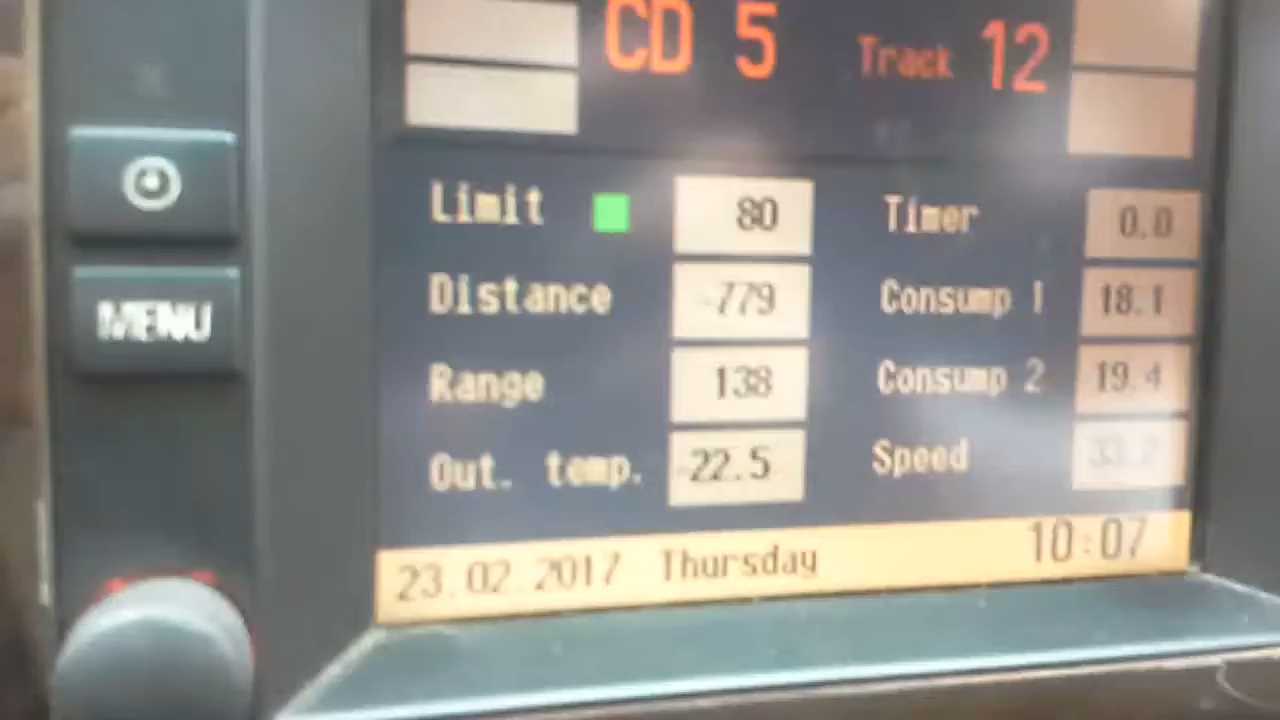 CD 5 Track 12
MENU
Limit 80 Timer 0.0
Distance -779 Consump 1 18.1
Range 138 Consump 2 19.4
Out. temp. -22.5 Speed
23.02.2017 Thursday 10:07